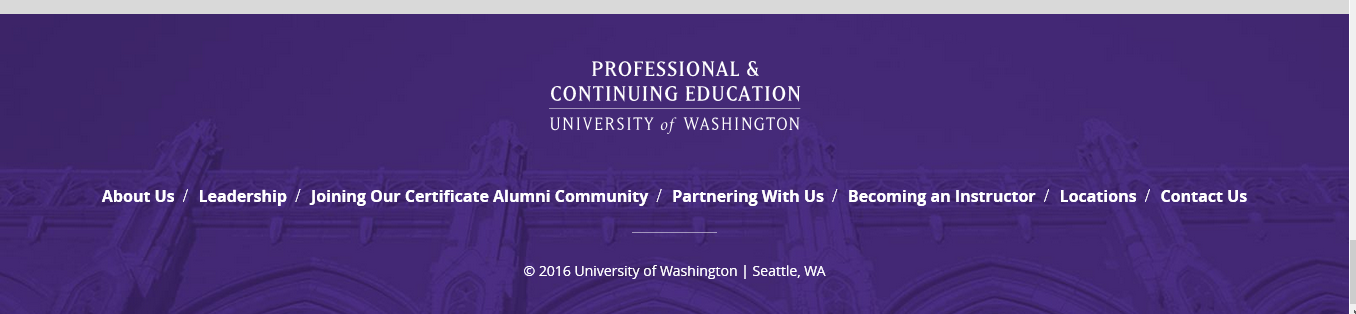 PROFESSIONAL &
CONTINUING EDUCATION
UNIVERSITY of WASHINGTON
About Us / Leadership / Joining Our Certificate Alumni Community / Partnering With Us / Becoming an Instructor / Locations / Contact Us
© 2016 University of Washington | Seattle, WA